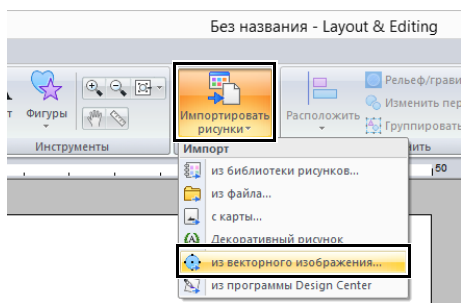 Без названия - Layout & Editing
Фигуры
Импортировать
рисунки
Расположить
Рельеф/грави
Изменить пер
Группировать
Инструменты
Импорт
нить
из библиотеки рисунков...
50
из файла...
с карты...
Декоративный рисунок
из векторного изображения...
из программы Design Center